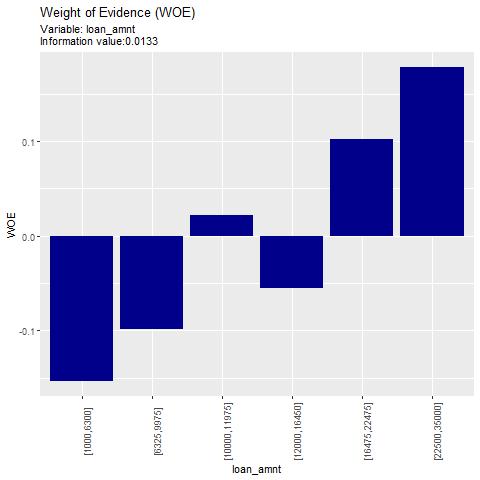 Weight of Evidence (WOE)
Variable: loan_amnt
Information value:0.0133
WOE
0.1
0.0
-0.1
[1000,6300]
[6325,9975]
[10000,11975]
[12000,16450]
[16475,22475]
[22500,35000]
loan_amnt